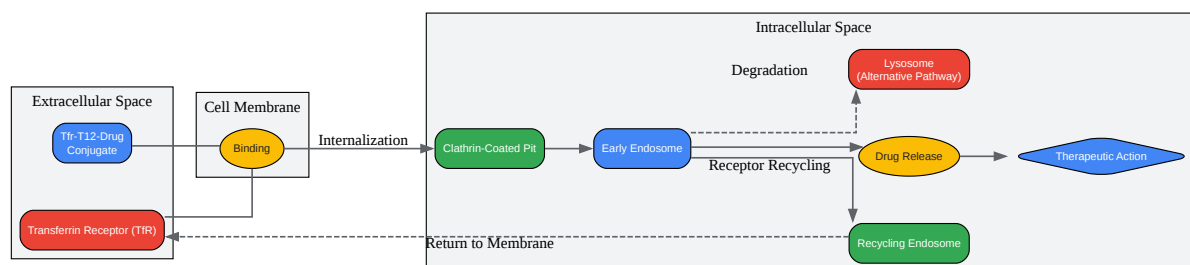 Intracellular Space
Extracellular Space
Tfr-T12-Drug
Conjugate
Transferrin Receptor (TfR)
Cell Membrane
Binding
Internalization
Clathrin-Coated Pit
Early Endosome
Degradation
Lysosome
(Alternative Pathway)
Receptor Recycling
Drug Release
Therapeutic Action
Return to Membrane
Recycling Endosome